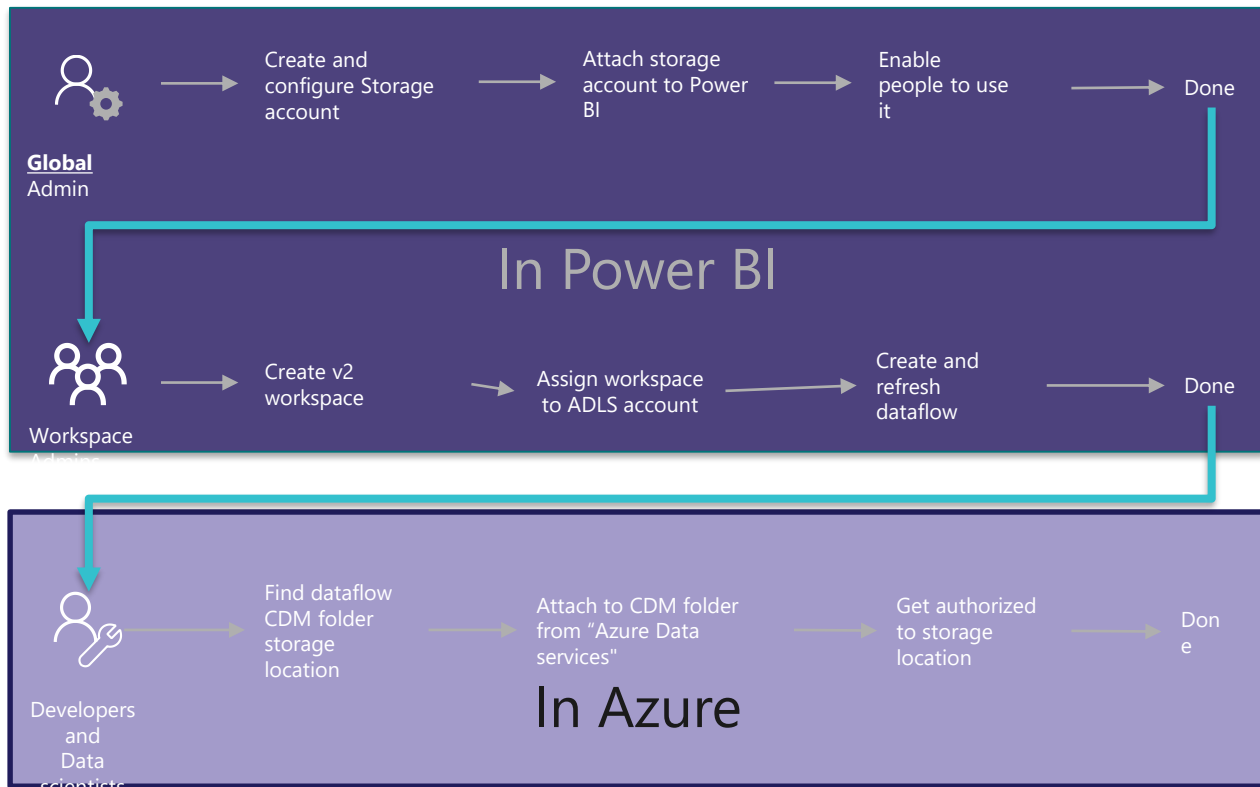 Create and
configure Storage
account
Attach storage
account to Power
BI
Enable
people to use
it
Done
Global
Admin
In Power BI
Create v2
workspace
Assign workspace
to ADLS account
Create and
refresh
dataflow
Done
Workspace
Admins
Find dataflow
CDM folder
storage
location
Attach to CDM folder
from “Azure Data
services"
Get authorized
to storage
location
Don
e
Developers
and
Data
scientists
In Azure